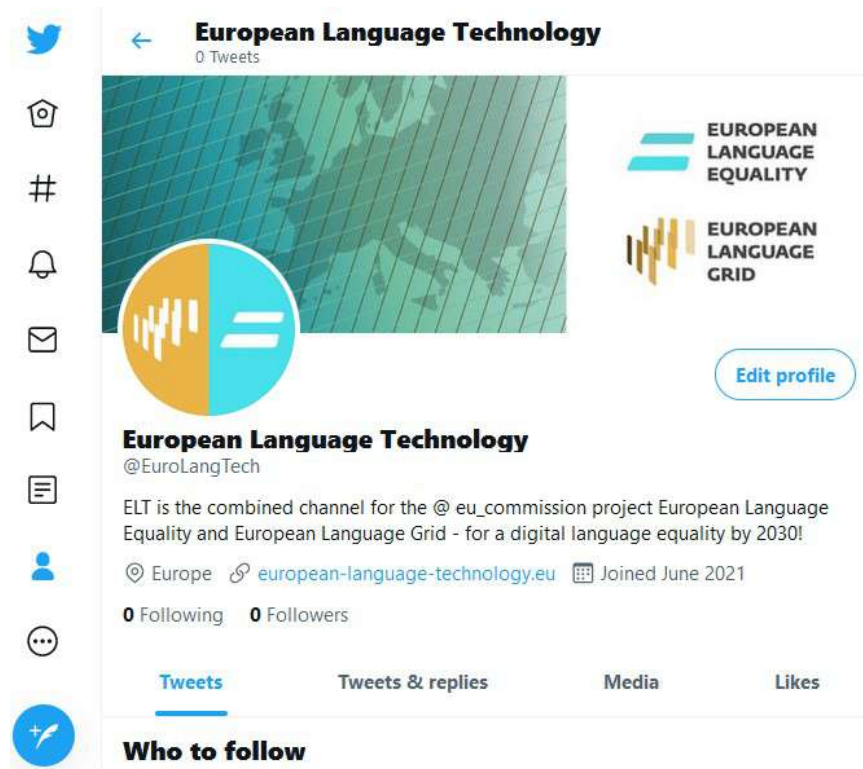 European Language Technology
0 Tweets
EUROPEAN
LANGUAGE
EQUALITY
EUROPEAN
LANGUAGE
GRID
Edit profile
European Language Technology
@EuroLangTech
ELT is the combined channel for the @ eu_commission project European Language
Equality and European Language Grid - for a digital language equality by 2030!
Europe european-language-technology.eu Joined June 2021
0 Following 0 Followers
Tweets Tweets & replies Media Likes
Who to follow